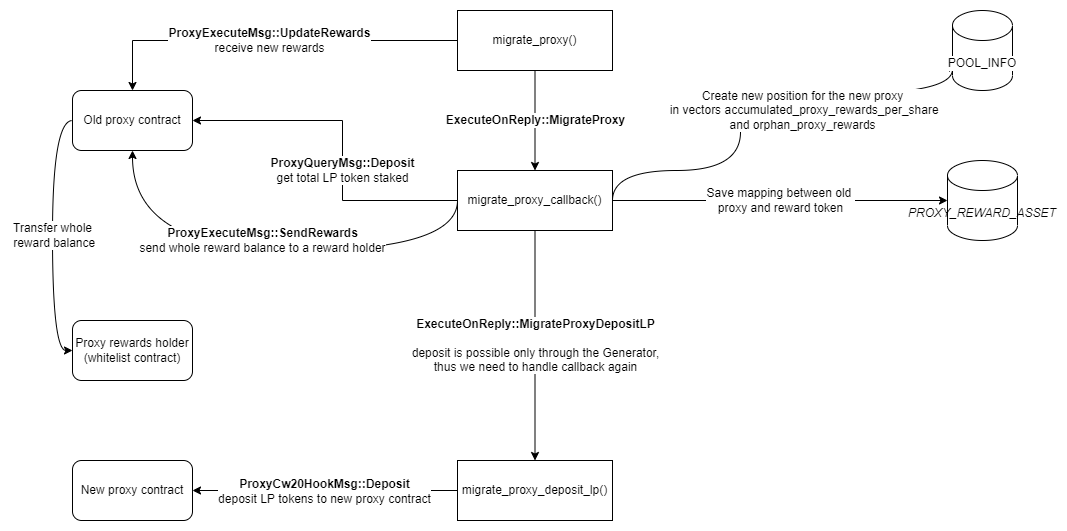 ProxyExecuteMsg::UpdateRewards
receive new rewards
migrate_proxy()
POOL_INFO
Old proxy contract
ExecuteOnReply::MigrateProxy
Create new position for the new proxy
in vectors accumulated_proxy_rewards_per_share
and orphan_proxy_rewards
ProxyQueryMsg::Deposit
get total LP token staked
migrate_proxy_callback()
Save mapping between old
proxy and reward token
PROXY_REWARD_ASSET
Transfer whole
reward balance
ProxyExecuteMsg::SendRewards
send whole reward balance to a reward holder
ExecuteOnReply::MigrateProxyDepositLP
deposit is possible only through the Generator,
thus we need to handle callback again
Proxy rewards holder
(whitelist contract)
New proxy contract
ProxyCw20HookMsg::Deposit
deposit LP tokens to new proxy contract
migrate_proxy_deposit_lp()